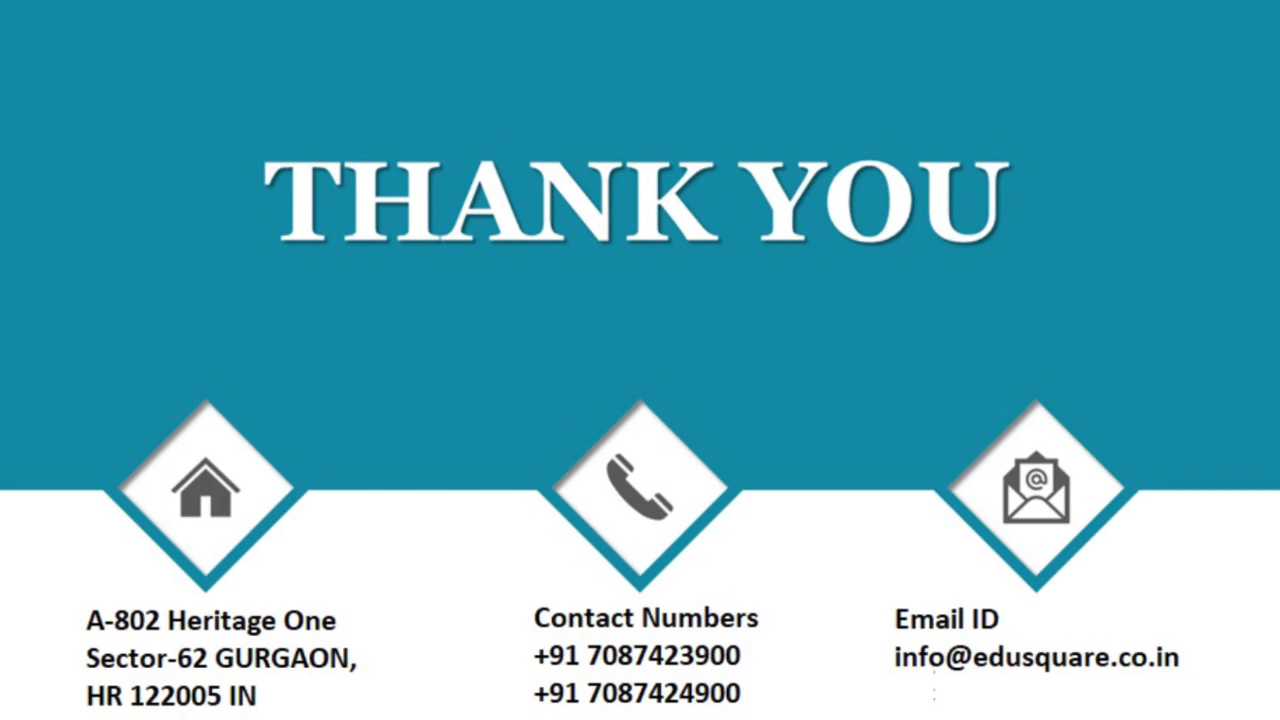 THANK YOU
A-802 Heritage One
Sector-62 GURGAON,
HR 122005 IN
Contact Numbers
+91 7087423900
+91 7087424900
Email ID
info@edusquare.co.in